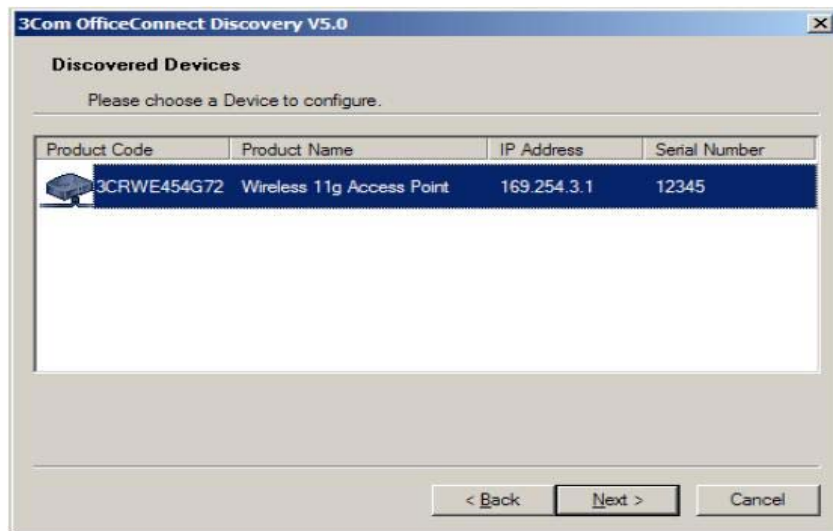 3Com OfficeConnect Discovery V5.0
Discovered Devices
Please choose a Device to configure.
Product Code Product Name IP Address Serial Number
3CRWE454G72 Wireless 11g Access Point 169.254.3.1 12345
< Back Next > Cancel